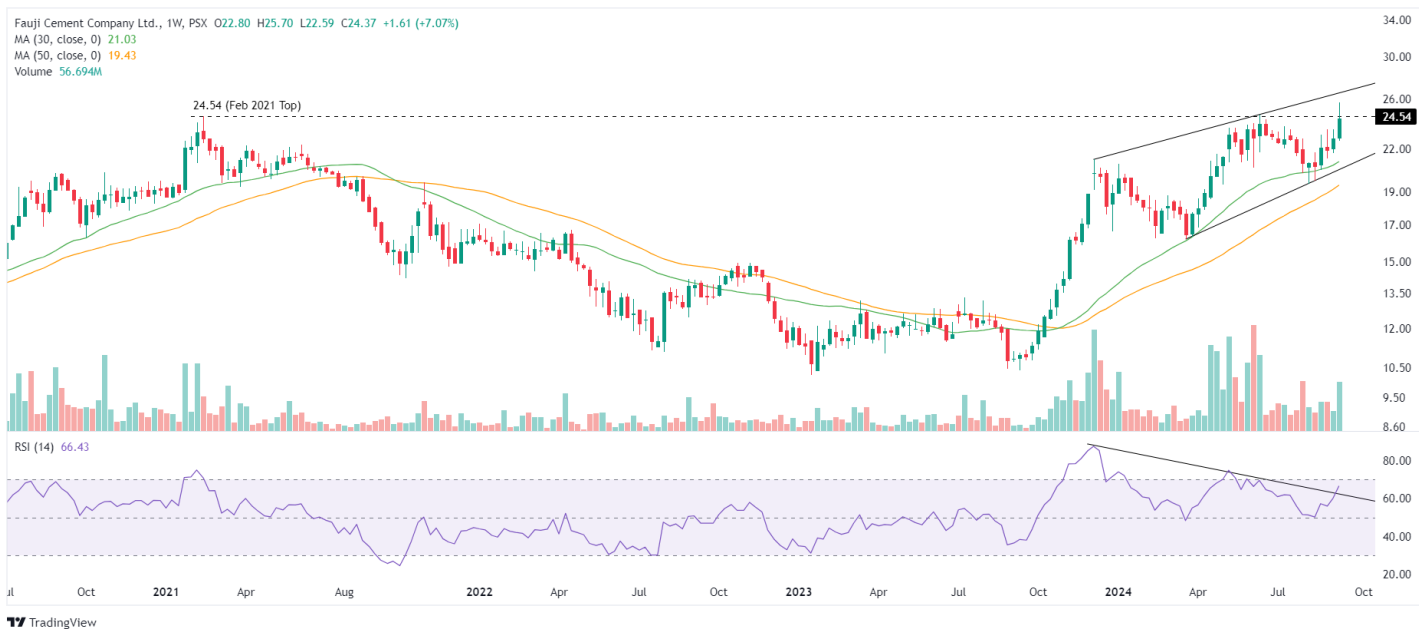 Fauji Cement Company Ltd., 1W, PSX O22.80 H25.70 L22.59 C24.37 +1.61 (+7.07%)
MA (30, close, 0) 21.03
MA (50, close, 0) 19.43
Volume 56.694M
24.54 (Feb 2021 Top)
34.00
30.00
26.00
24.54
22.00
19.00
17.00
15.00
13.50
12.00
10.50
9.50
8.60
RSI (14) 66.43
80.00
60.00
40.00
20.00
ul Oct 2021 Apr Aug 2022 Apr Jul Oct 2023 Apr Jul Oct 2024 Apr Jul Oct
TradingView